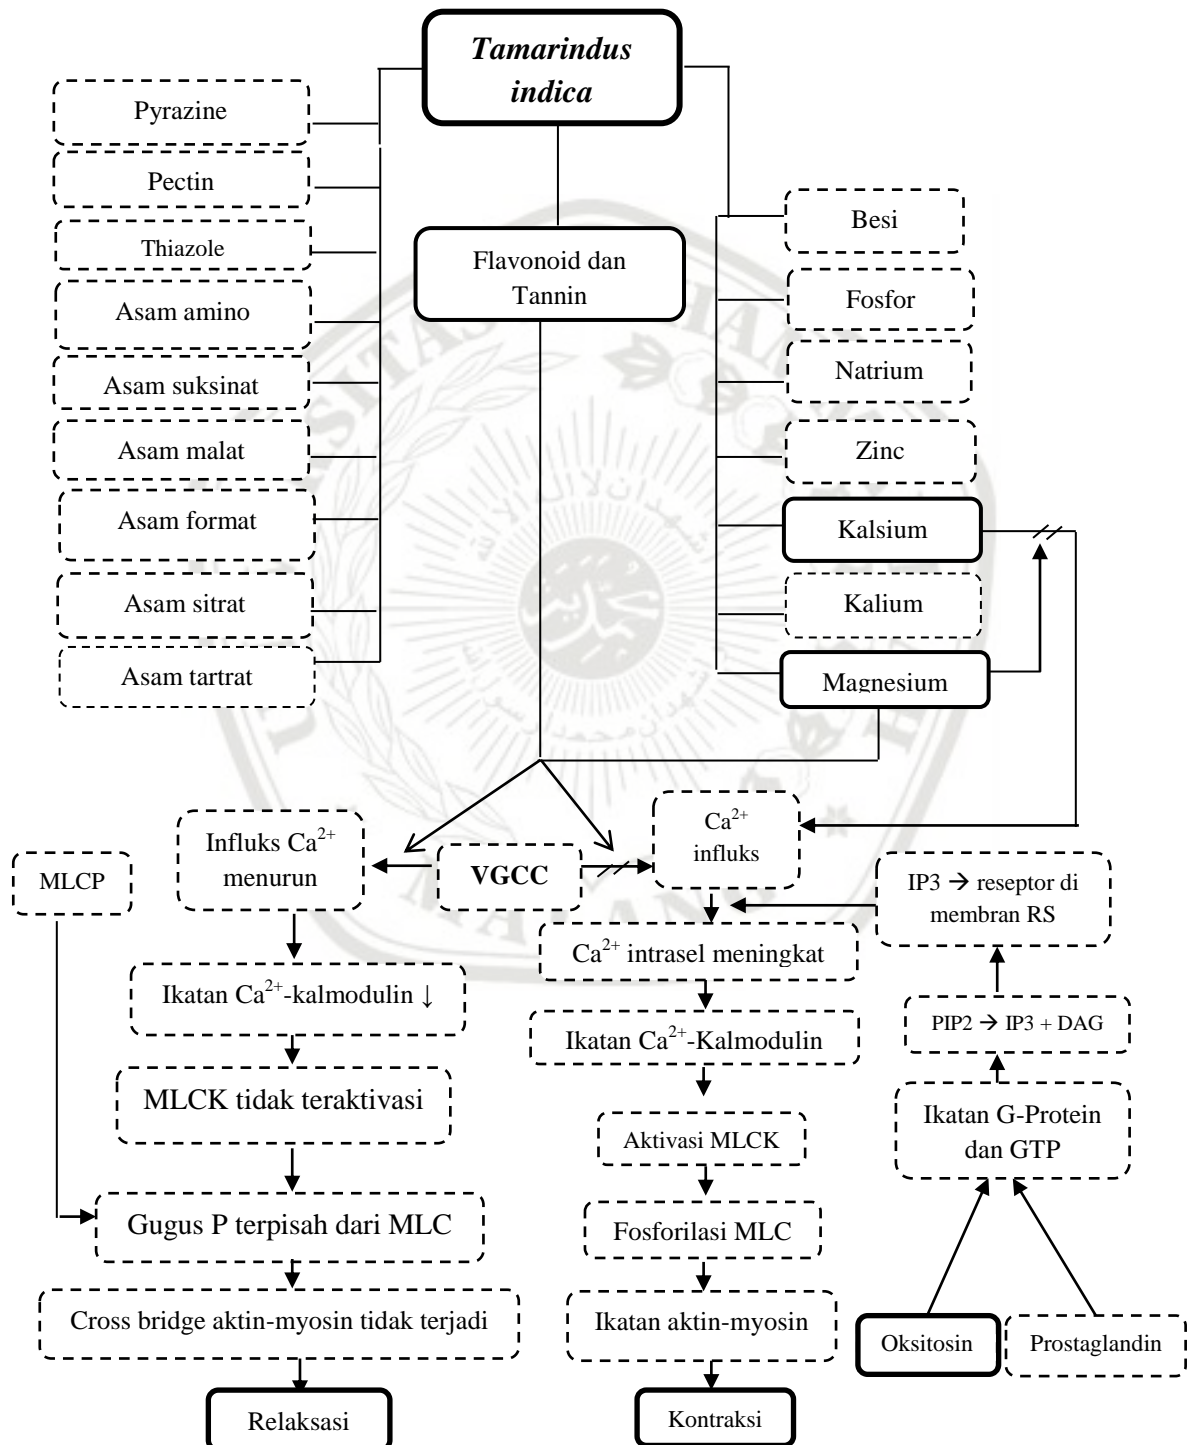 Tamarindus
indica
Pyrazine
Pectin
Thiazole
Asam amino
Asam suksinat
Asam malat
Asam format
Asam sitrat
Asam tartrat
Flavonoid dan
Tannin
Besi
Fosfor
Natrium
Zinc
Kalsium
Kalium
Magnesium
MLCP
Influks Ca²⁺
menurun
VGCC
Ca²⁺
influks
IP3 → reseptor di
membran RS
Ikatan Ca²⁺-kalmodulin ↓
Ca²⁺ intrasel meningkat
PIP2 → IP3 + DAG
MLCK tidak teraktivasi
Ikatan Ca²⁺-Kalmodulin
Ikatan G-Protein
dan GTP
Aktivasi MLCK
Gugus P terpisah dari MLC
Fosforilasi MLC
Cross bridge aktin-myosin tidak terjadi
Ikatan aktin-myosin
Oksitosin
Prostaglandin
Relaksasi
Kontraksi
MALANG